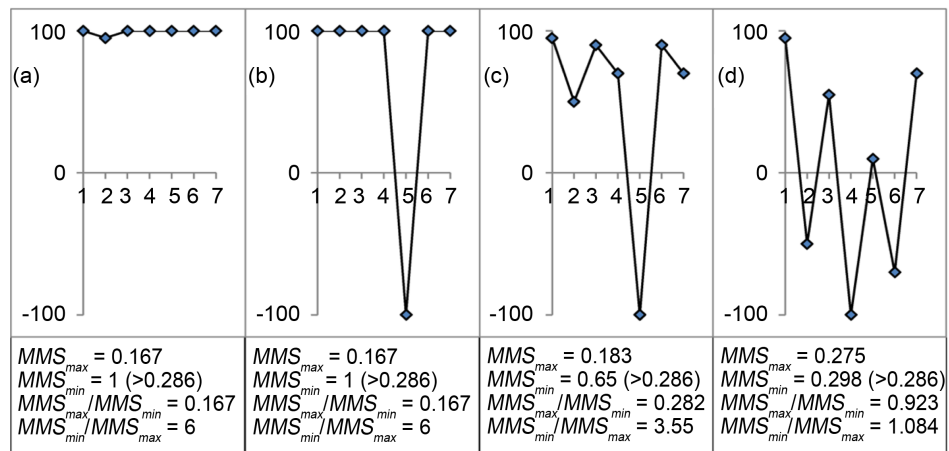 100 100 100 100
(a) (b) (c) (d)
0 0 0 0
1 2 3 4 5 6 7 1 2 3 4 5 6 7 1 2 3 4 5 6 7 1 2 3 4 5 6 7
-100 -100 -100 -100
MMSmax = 0.167
MMSmin = 1 (>0.286)
MMSmax/MMSmin = 0.167
MMSmin/MMSmax = 6
MMSmax = 0.167
MMSmin = 1 (>0.286)
MMSmax/MMSmin = 0.167
MMSmin/MMSmax = 6
MMSmax = 0.183
MMSmin = 0.65 (>0.286)
MMSmax/MMSmin = 0.282
MMSmin/MMSmax = 3.55
MMSmax = 0.275
MMSmin = 0.298 (>0.286)
MMSmax/MMSmin = 0.923
MMSmin/MMSmax = 1.084